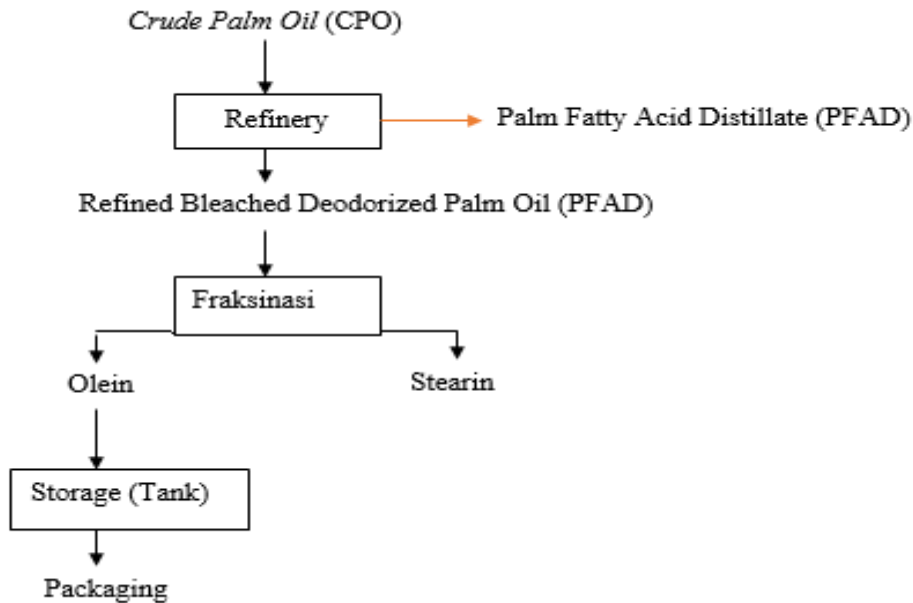 Crude Palm Oil (CPO)
Refinery
Palm Fatty Acid Distillate (PFAD)
Refined Bleached Deodorized Palm Oil (PFAD)
Fraksinasi
Olein
Stearin
Storage (Tank)
Packaging